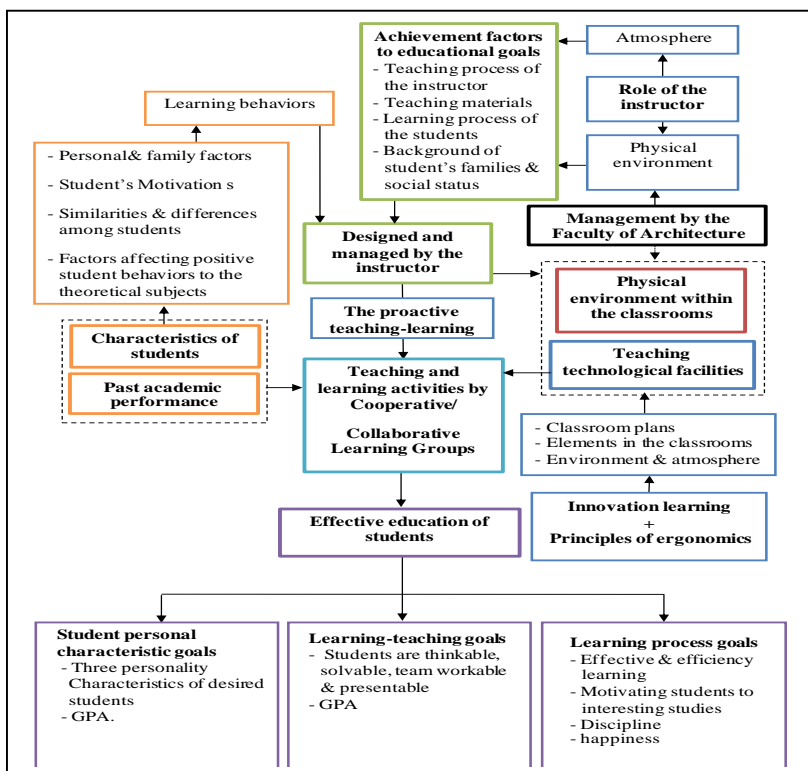 Achievement factors
to educational goals
- Teaching process of
the instructor
- Teaching materials
- Learning process of
the students
- Background of
student's families &
social status
Atmosphere
Role of the
instructor
Physical
environment
Learning behaviors
- Personal& family factors
- Student's Motivation s
- Similarities & differences
among students
- Factors affecting positive
student behaviors to the
theoretical subjects
Management by the
Faculty of Architecture
Designed and
managed by the
instructor
Physical
environment within
the classrooms
The proactive
teaching-learning
Characteristics of
students
Past academic
performance
Teaching and
learning activities by
Cooperative/
Collaborative
Learning Groups
Teaching
technological facilities
- Classroom plans
- Elements in the classrooms
- Environment & atmosphere
Innovation learning
+
Principles of ergonomics
Effective education of
students
Student personal
characteristic goals
- Three personality
Characteristics of desired
students
- GPA.
Learning-teaching goals
- Students are thinkable,
solvable, team workable
& presentable
- GPA
Learning process goals
- Effective & efficiency
learning
- Motivating students to
interesting studies
- Discipline
- happiness